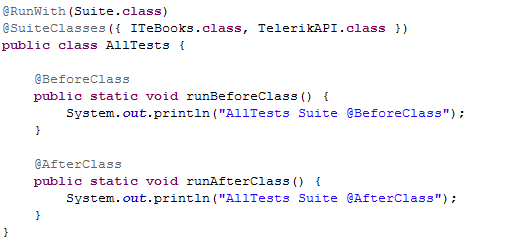 @RunWith(Suite.class)
@SuiteClasses({ ITeBooks.class, TelerikAPI.class })
public class AllTests {
@BeforeClass
public static void runBeforeClass() {
System.out.println("AllTests Suite @BeforeClass");
}
@AfterClass
public static void runAfterClass() {
System.out.println("AllTests Suite @AfterClass");
}
}